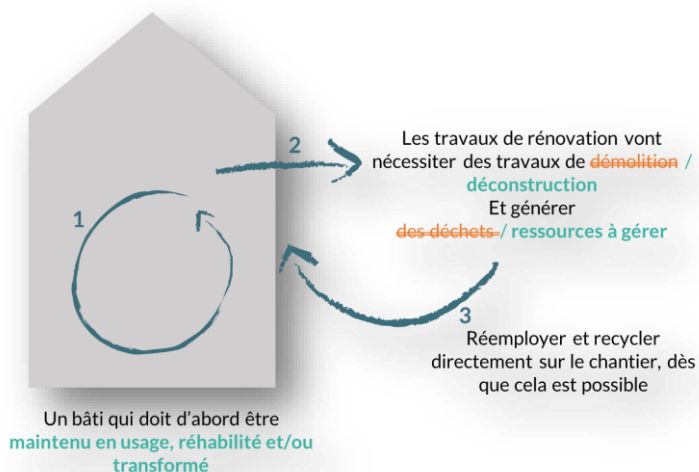 2
Les travaux de rénovation vont
nécessiter des travaux de démolition /
déconstruction
Et générer
des déchets / ressources à gérer
1
3
Réemployer et recycler
directement sur le chantier, dès
que cela est possible
Un bâti qui doit d'abord être
maintenu en usage, réhabilité et/ou
transformé